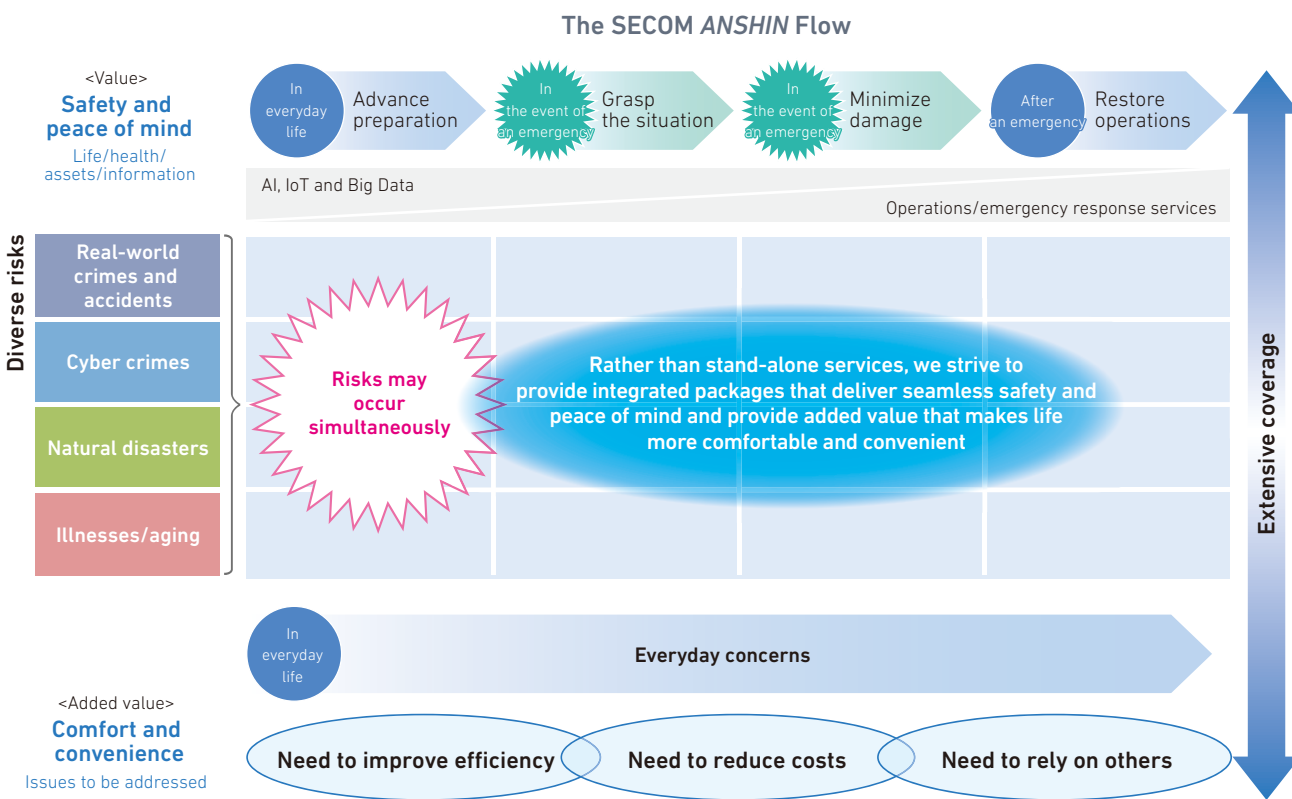 The SECOM ANSHIN Flow
<Value>
Safety and
peace of mind
Life/health/
assets/information
In
everyday
life
Advance
preparation
In
the event of
an emergency
Grasp
the situation
In
the event of
an emergency
Minimize
damage
After
an emergency
Restore
operations
AI, IoT and Big Data
Operations/emergency response services
Diverse risks
Real-world
crimes and
accidents
Cyber crimes
Natural disasters
Illnesses/aging
Risks may
occur
simultaneously
Rather than stand-alone services, we strive to
provide integrated packages that deliver seamless safety and
peace of mind and provide added value that makes life
more comfortable and convenient
Extensive coverage
In
everyday
life
Everyday concerns
<Added value>
Comfort and
convenience
Issues to be addressed
Need to improve efficiency
Need to reduce costs
Need to rely on others